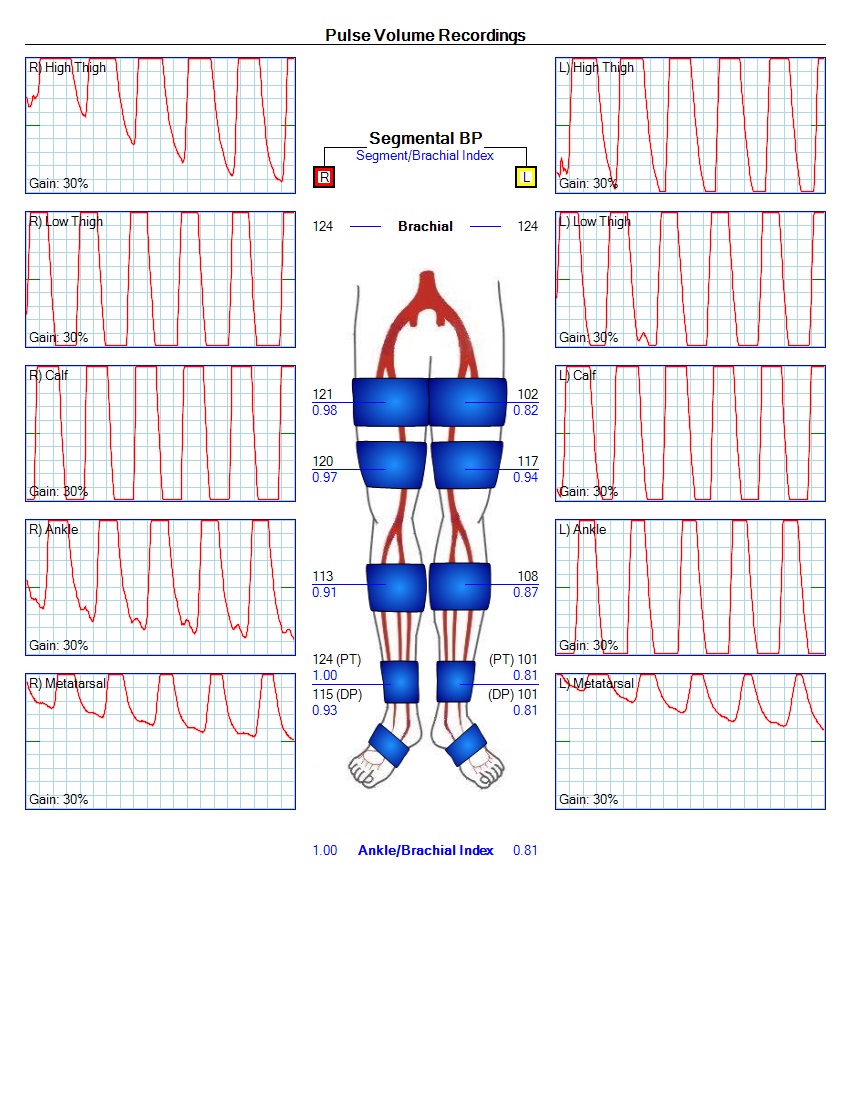 Pulse Volume Recordings
R) High Thigh
Gain: 30%
R) Low Thigh
Gain: 30%
R) Calf
Gain: 30%
R) Ankle
Gain: 30%
R) Metatarsal
Gain: 30%
Segmental BP
Segment/Brachial Index
R L
124 Brachial 124
121 102
0.98 0.82
120 117
0.97 0.94
113 108
0.91 0.87
124 (PT) (PT) 101
1.00 0.81
115 (DP) (DP) 101
0.93 0.81
1.00 Ankle/Brachial Index 0.81
L) High Thigh
Gain: 30%
L) Low Thigh
Gain: 30%
L) Calf
Gain: 30%
L) Ankle
Gain: 30%
L) Metatarsal
Gain: 30%